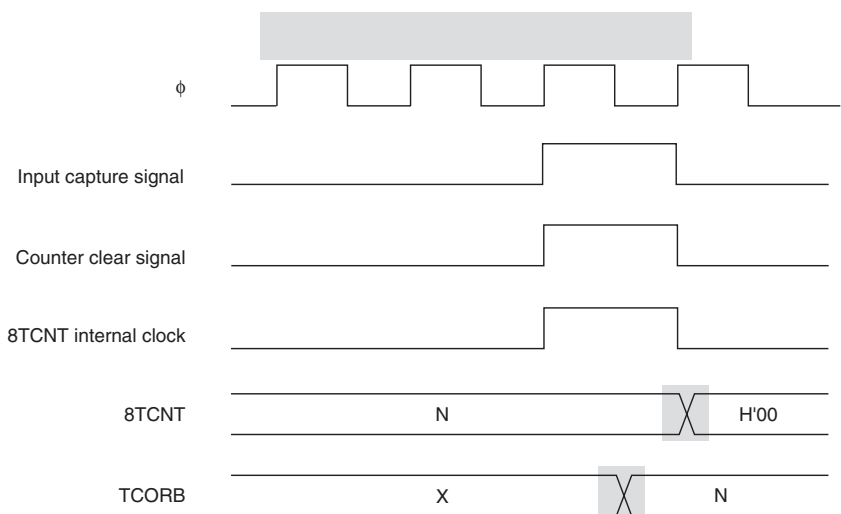 φ
Input capture signal
Counter clear signal
8TCNT internal clock
8TCNT N H'00
TCORB X N